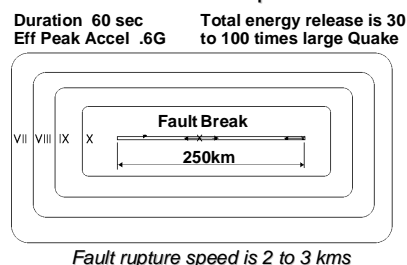 Duration 60 sec
Total energy release is 30
Eff Peak Accel .6G
to 100 times large Quake
Fault Break
VII VIII IX X
250km
Fault rupture speed is 2 to 3 kms